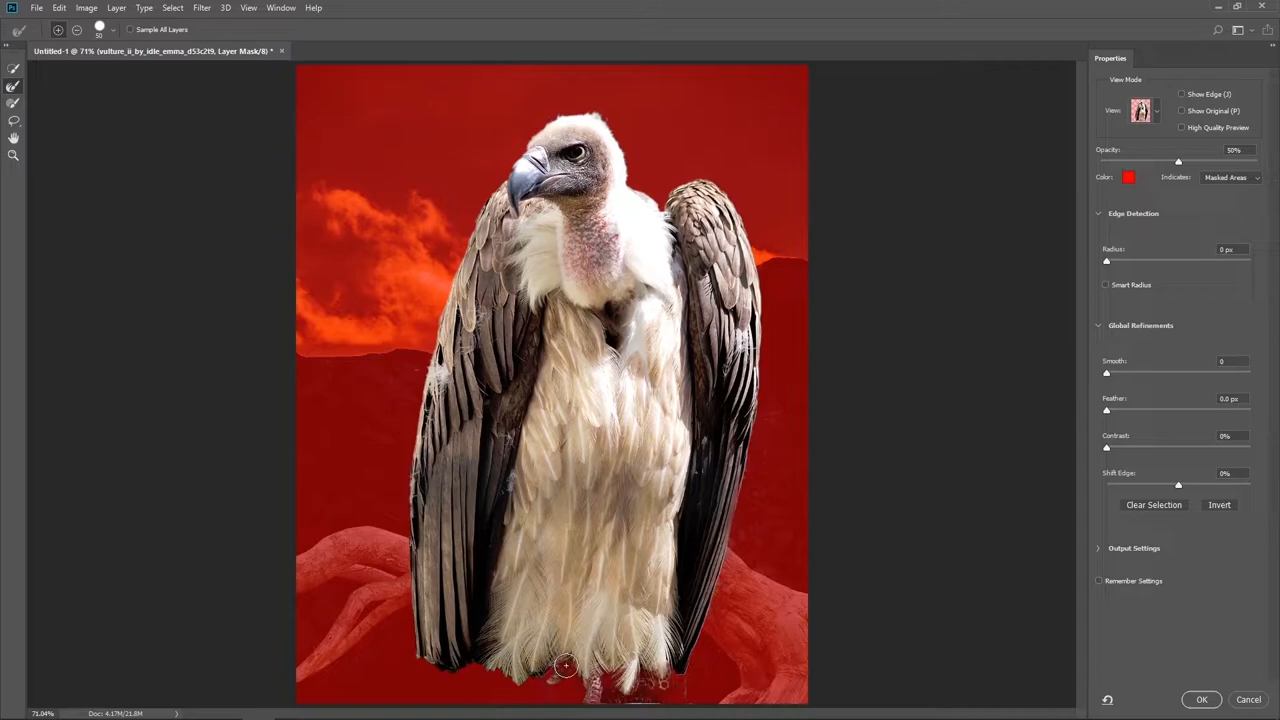 Ps File Edit Image Layer Type Select Filter 3D View Window Help
50 Sample All Layers
Untitled-1 @ 71% (vulture_ii_by_idle_emma_d53c2t9, Layer Mask/8) *
Properties
View Mode
View:
Show Edge (J)
Show Original (P)
High Quality Preview
Opacity: 50%
Color: Indicates: Masked Areas
Edge Detection
Radius: 0 px
Smart Radius
Global Refinements
Smooth: 0
Feather: 0.0 px
Contrast: 0%
Shift Edge: 0%
Clear Selection Invert
Output Settings
Remember Settings
OK Cancel
71.04% Doc: 4.17M/21.8M